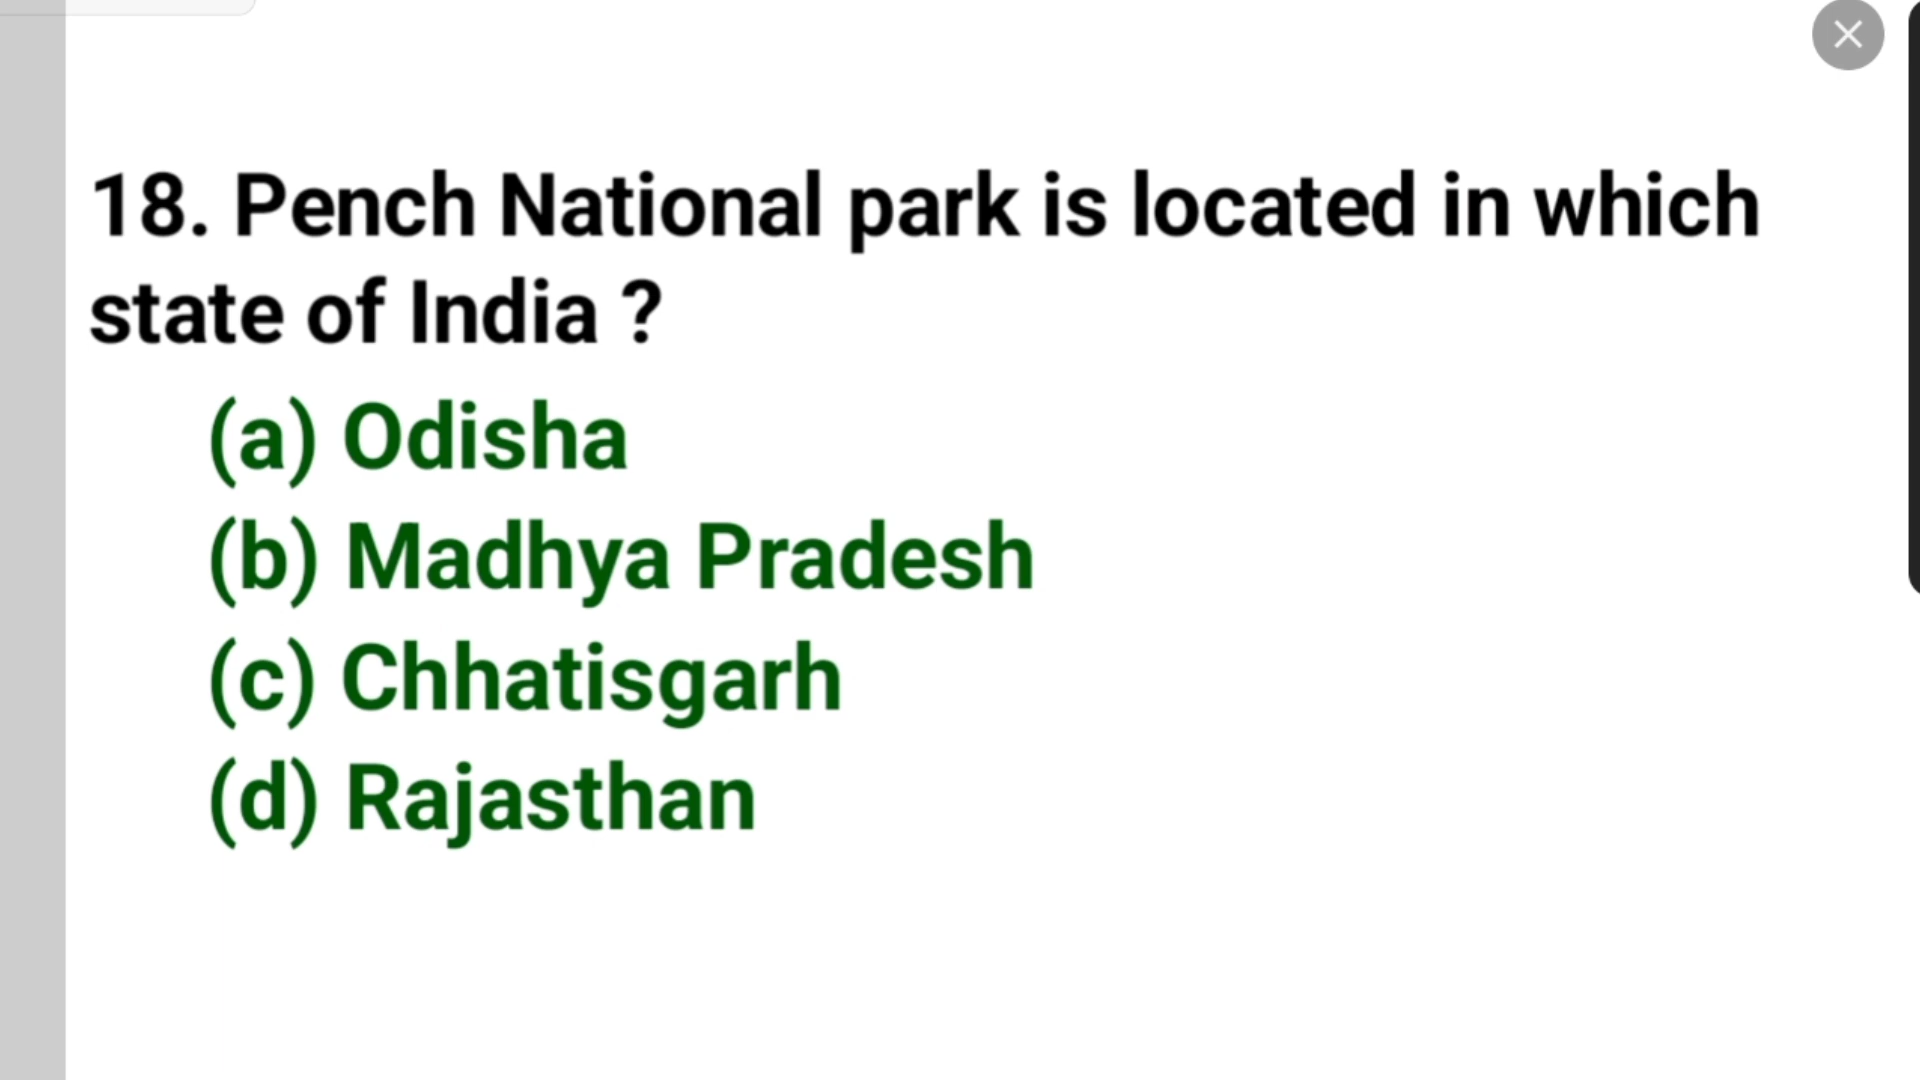 18. Pench National park is located in which
state of India ?
(a) Odisha
(b) Madhya Pradesh
(c) Chhatisgarh
(d) Rajasthan